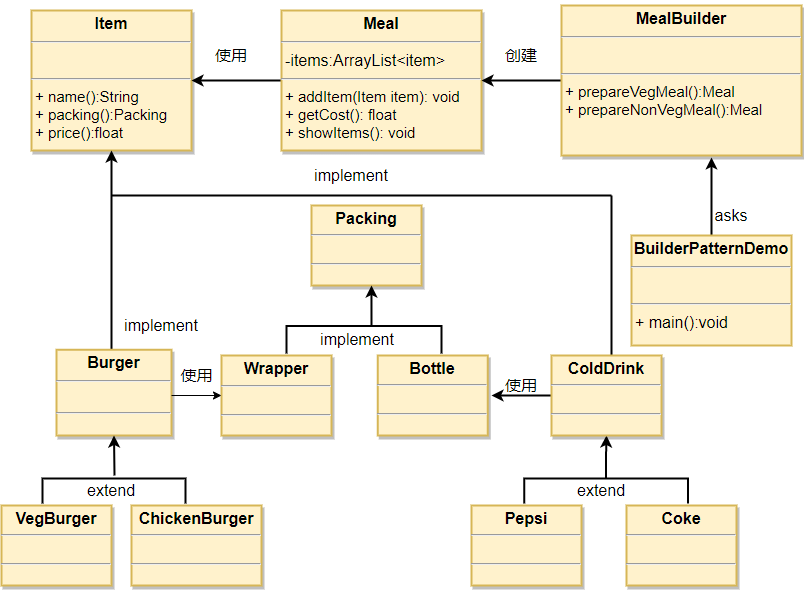 Item
+ name():String
+ packing():Packing
+ price():float
使用
Meal
-items:ArrayList<item>
+ addItem(Item item): void
+ getCost(): float
+ showItems(): void
创建
MealBuilder
+ prepareVegMeal():Meal
+ prepareNonVegMeal():Meal
implement
asks
Packing
BuilderPatternDemo
+ main():void
implement
implement
Burger
使用
Wrapper
Bottle
使用
ColdDrink
extend
extend
VegBurger
ChickenBurger
Pepsi
Coke